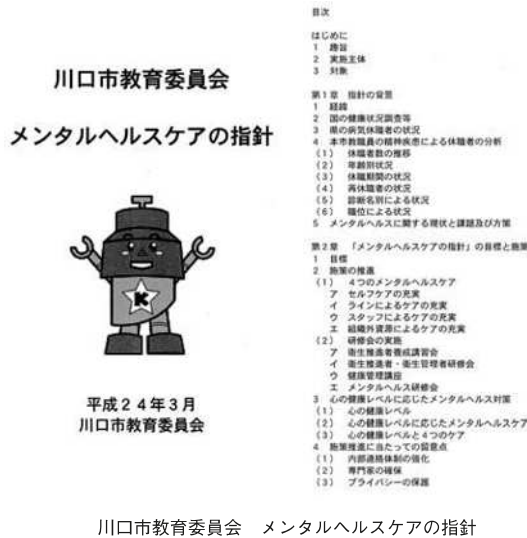 川口市教育委員会
メンタルヘルスケアの指針
K
平成24年3月
川口市教育委員会
目次
はじめに
1 趣旨
2 実施主体
3 対象
第1章 指針の背景
1 経緯
2 国の健康状況調査等
3 県の病気休職者の状況
4 本市教職員の精神疾患による休職者の分析
(1) 休職者数の推移
(2) 年齢別状況
(3) 休職期間の状況
(4) 再休職者の状況
(5) 診断名別による状況
(6) 職位による状況
5 メンタルヘルスに関する現状と課題及び方策
第2章 「メンタルヘルスケアの指針」の目標と施策
1 目標
2 施策の推進
(1) 4つのメンタルヘルスケア
ア セルフケアの充実
イ ラインによるケアの充実
ウ スタッフによるケアの充実
エ 組織外資源によるケアの充実
(2) 研修会の実施
ア 衛生推進者養成講習会
イ 衛生推進者・衛生管理者研修会
ウ 健康管理講座
エ メンタルヘルス研修会
3 心の健康レベルに応じたメンタルヘルス対策
(1) 心の健康レベル
(2) 心の健康レベルに応じたメンタルヘルスケア
(3) 心の健康レベルと4つのケア
4 施策推進に当たっての留意点
(1) 内部連絡体制の強化
(2) 専門家の確保
(3) プライバシーの保護
川口市教育委員会 メンタルヘルスケアの指針